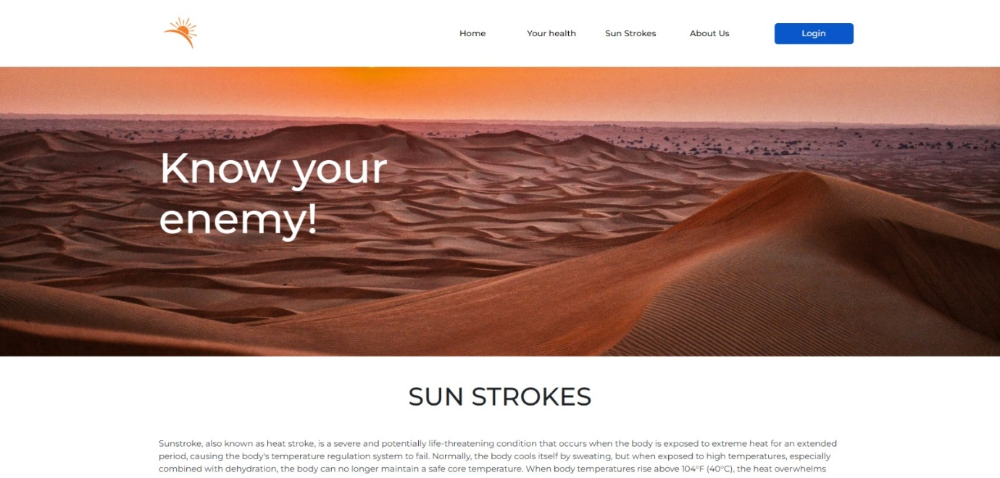 Home Your health Sun Strokes About Us Login
Know your
enemy!
SUN STROKES
Sunstroke, also known as heat stroke, is a severe and potentially life-threatening condition that occurs when the body is exposed to extreme heat for an extended
period, causing the body's temperature regulation system to fail. Normally, the body cools itself by sweating, but when exposed to high temperatures, especially
combined with dehydration, the body can no longer maintain a safe core temperature. When body temperatures rise above 104°F (40°C), the heat overwhelms